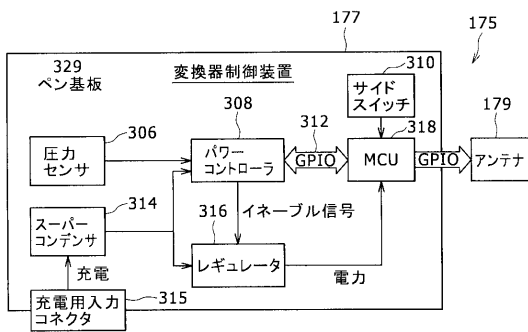 177
175
329
ペン基板
変換器制御装置
310
サイド
スイッチ
179
306
308
312
318
圧力
センサ
パワー
コントローラ
GPIO
MCU
GPIO
アンテナ
314
316
イネーブル信号
スーパー
コンデンサ
レギュレータ
充電
電力
315
充電用入力
コネクタ